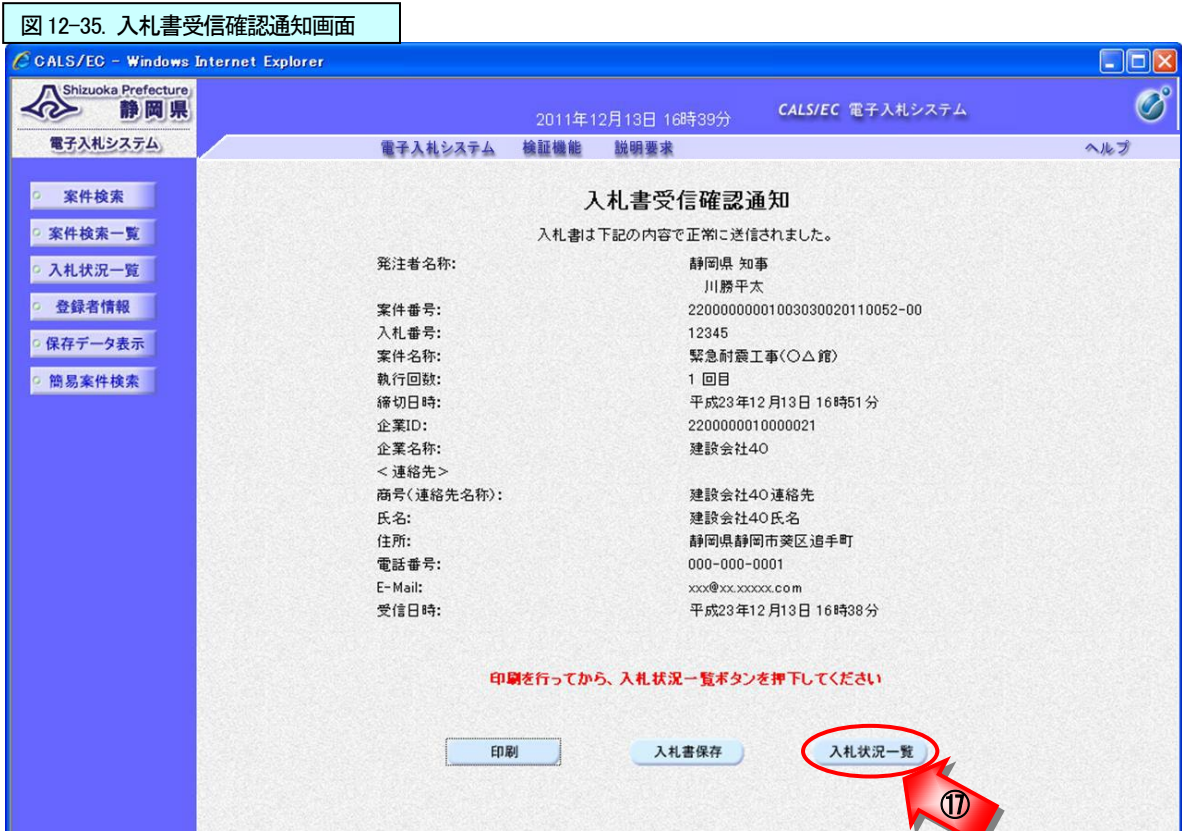 図 12-35. 入札書受信確認通知画面
CALS/EC - Windows Internet Explorer
Shizuoka Prefecture
静岡県
電子入札システム
2011年12月13日 16時39分
CALS/EC 電子入札システム
電子入札システム 検証機能 説明要求 ヘルプ
案件検索
案件検索一覧
入札状況一覧
登録者情報
保存データ表示
簡易案件検索
入札書受信確認通知
入札書は下記の内容で正常に送信されました。
発注者名称: 静岡県 知事
川勝平太
案件番号: 22000000001003030020110052-00
入札番号: 12345
案件名称: 緊急耐震工事(○△館)
執行回数: 1 回目
締切日時: 平成23年12月13日 16時51分
企業ID: 2200000010000021
企業名称: 建設会社40
<連絡先>
商号(連絡先名称): 建設会社40連絡先
氏名: 建設会社40氏名
住所: 静岡県静岡市葵区追手町
電話番号: 000-000-0001
E-Mail: xxx@xx.xxxxx.com
受信日時: 平成23年12月13日 16時38分
印刷を行ってから、入札状況一覧ボタンを押下してください
印刷 入札書保存 入札状況一覧
⑰